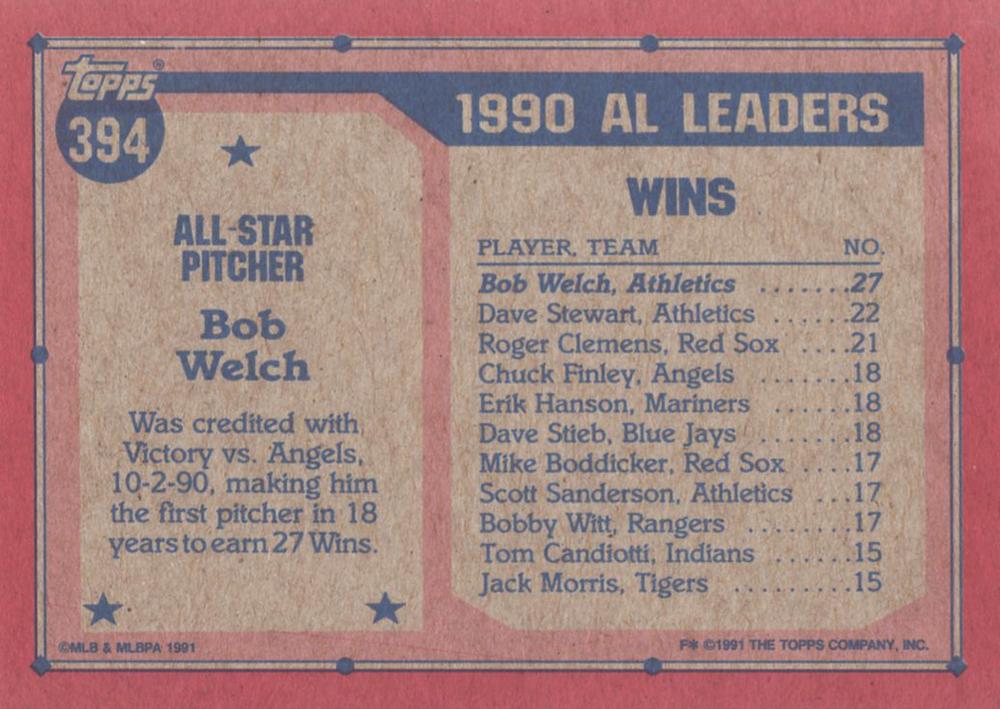 Topps®
394
ALL-STAR
PITCHER
Bob
Welch
Was credited with
Victory vs. Angels,
10-2-90, making him
the first pitcher in 18
years to earn 27 Wins.
©MLB & MLBPA 1991
1990 AL LEADERS
WINS
PLAYER, TEAM NO.
Bob Welch, Athletics .......27
Dave Stewart, Athletics ......22
Roger Clemens, Red Sox ....21
Chuck Finley, Angels .......18
Erik Hanson, Mariners ......18
Dave Stieb, Blue Jays .......18
Mike Boddicker, Red Sox ....17
Scott Sanderson, Athletics ...17
Bobby Witt, Rangers ........17
Tom Candiotti, Indians ......15
Jack Morris, Tigers .........15
F* ©1991 THE TOPPS COMPANY, INC.